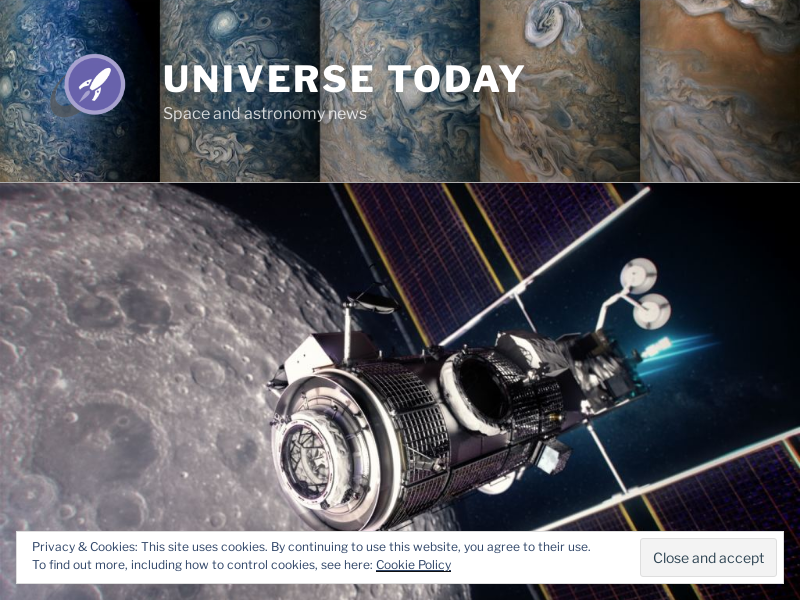 UNIVERSE TODAY
Space and astronomy news
Privacy & Cookies: This site uses cookies. By continuing to use this website, you agree to their use.
To find out more, including how to control cookies, see here: Cookie Policy
Close and accept